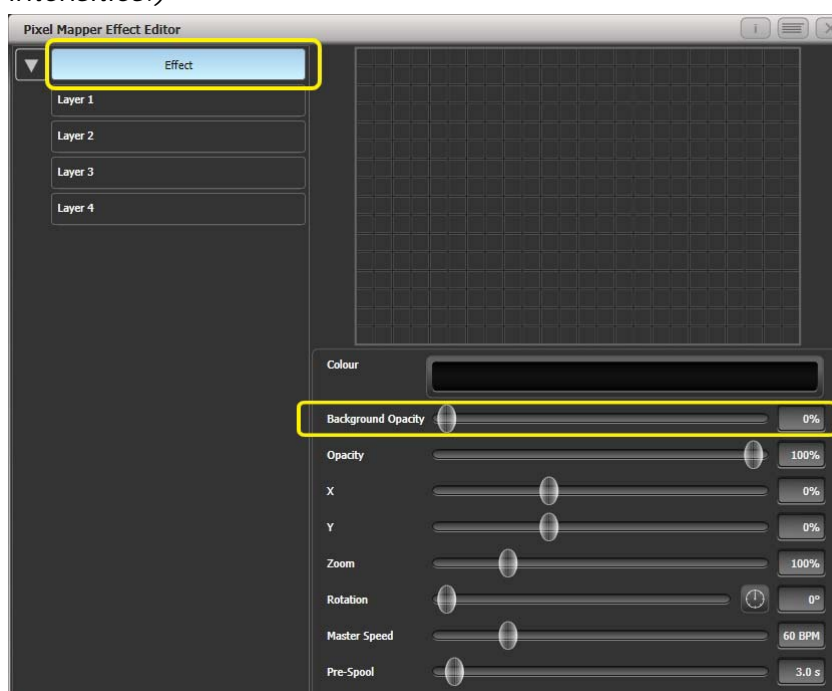 intensities.)
Pixel Mapper Effect Editor
i
Effect
Layer 1
Layer 2
Layer 3
Layer 4
Colour
Background Opacity 0%
Opacity 100%
X 0%
Y 0%
Zoom 100%
Rotation 0°
Master Speed 60 BPM
Pre-Spool 3.0 s